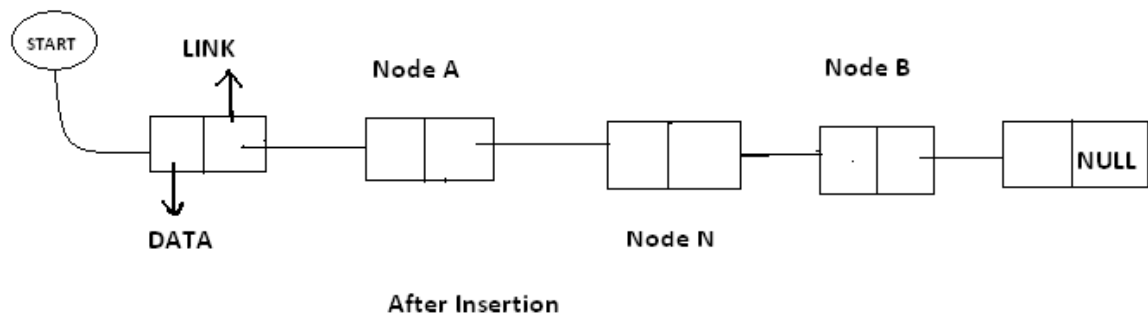 START
LINK
Node A
Node B
NULL
DATA
Node N
After Insertion